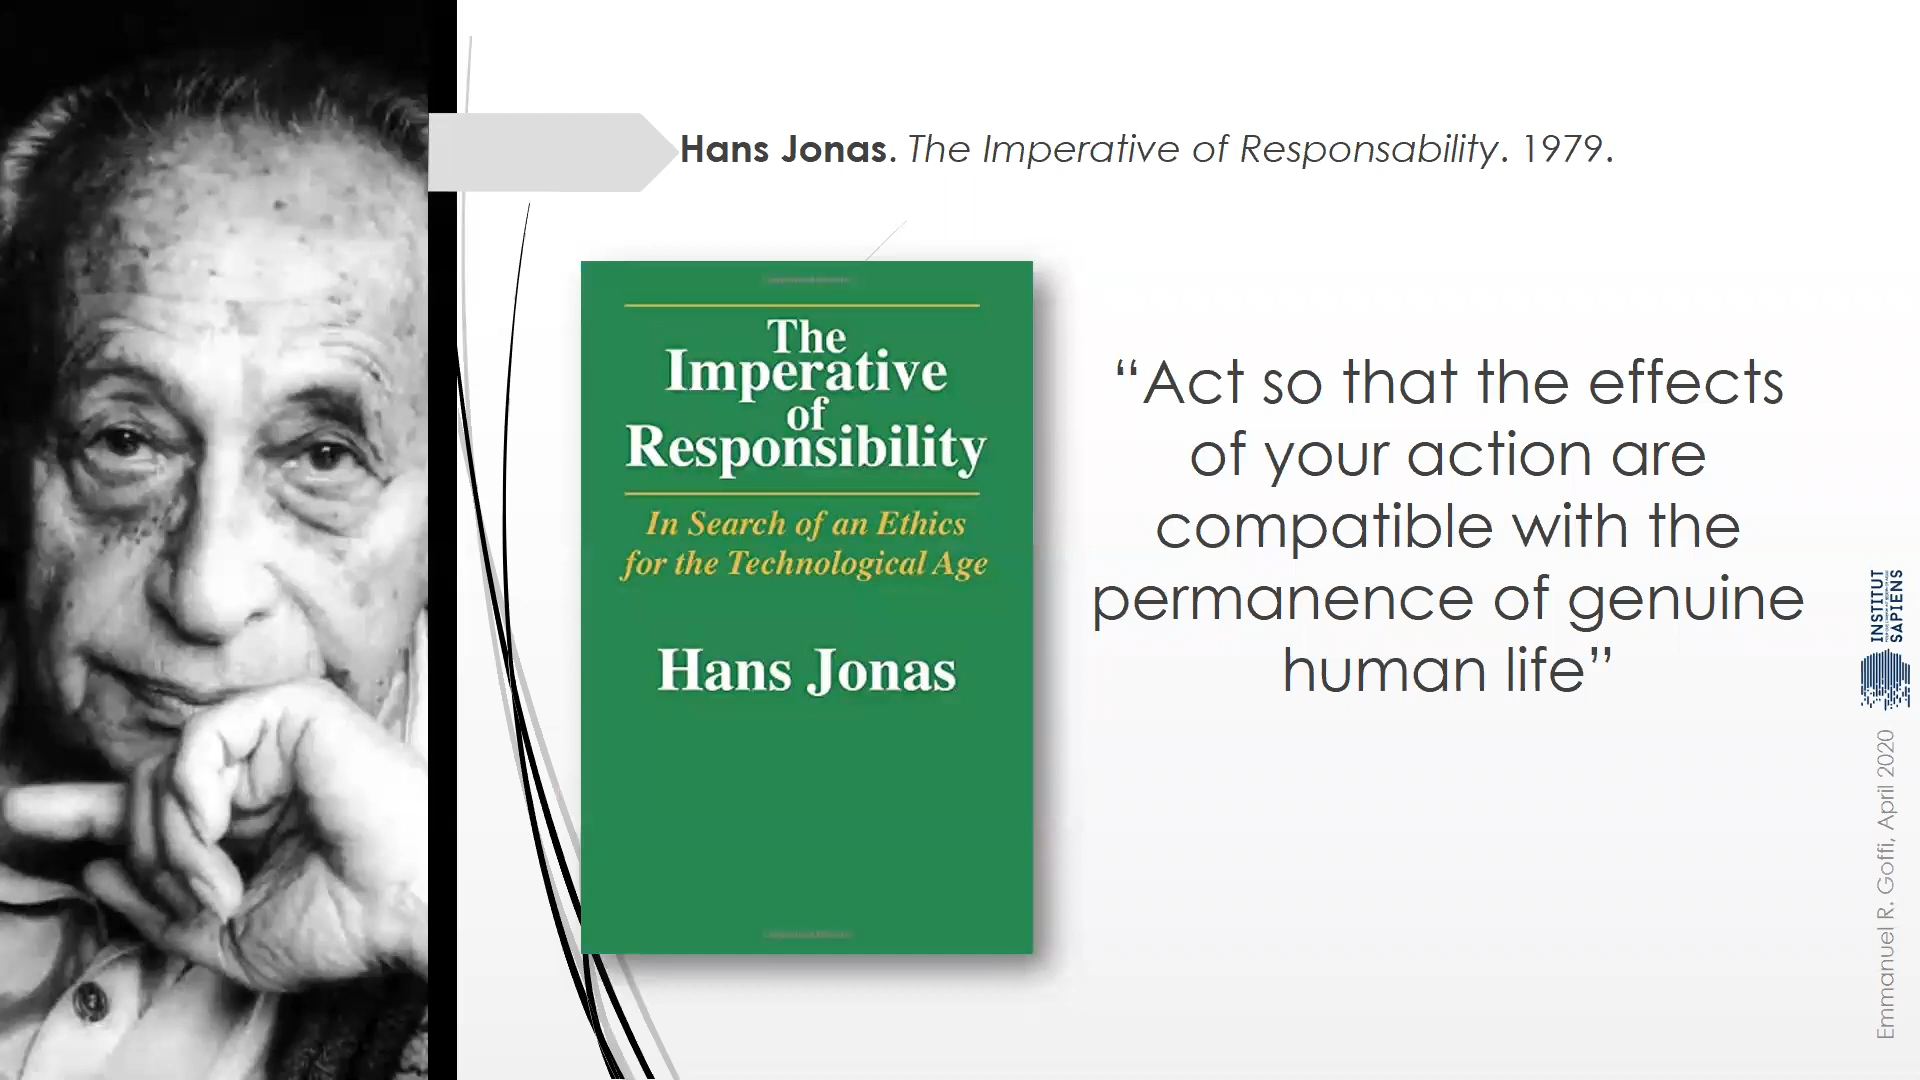 Hans Jonas. The Imperative of Responsability. 1979.
The
Imperative
of
Responsibility
In Search of an Ethics
for the Technological Age
Hans Jonas
“Act so that the effects
of your action are
compatible with the
permanence of genuine
human life”
INSTITUT
SAPIENS
Emmanuel R. Goffi, April 2020